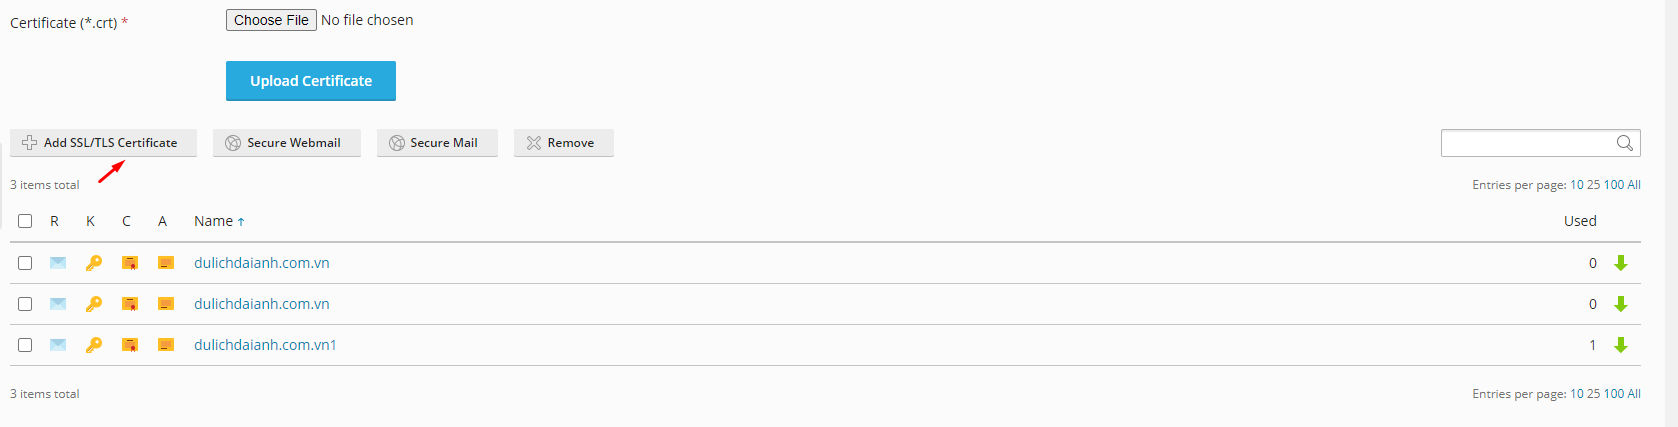 Certificate (*.crt) * Choose File No file chosen
Upload Certificate
Add SSL/TLS Certificate Secure Webmail Secure Mail Remove
3 items total Entries per page: 10 25 100 All
R K C A Name ↑ Used
dulichdaianh.com.vn 0
dulichdaianh.com.vn 0
dulichdaianh.com.vn1 1
3 items total Entries per page: 10 25 100 All